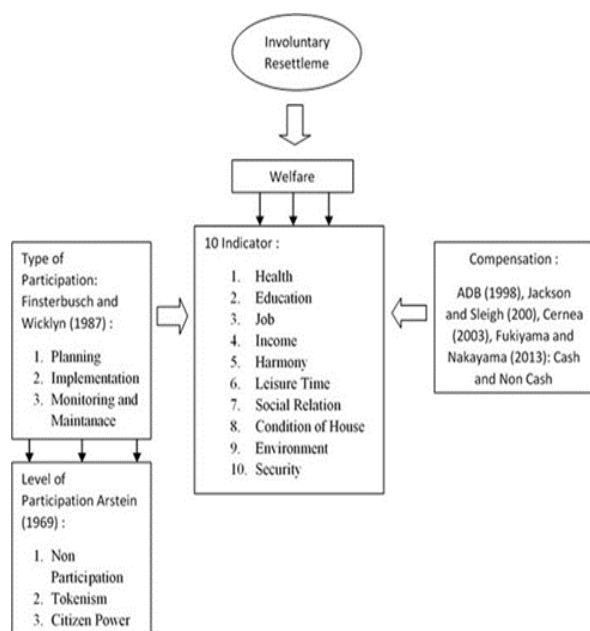 Involuntary
Resettleme
Welfare
Type of
Participation:
Finsterbusch and
Wicklyn (1987) :
1. Planning
2. Implementation
3. Monitoring and
Maintanace
10 Indicator :
1. Health
2. Education
3. Job
4. Income
5. Harmony
6. Leisure Time
7. Social Relation
8. Condition of House
9. Environment
10. Security
Compensation :
ADB (1998), Jackson
and Sleigh (200), Cernea
(2003), Fukiyama and
Nakayama (2013): Cash
and Non Cash
Level of
Participation Arstein
(1969) :
1. Non
Participation
2. Tokenism
3. Citizen Power